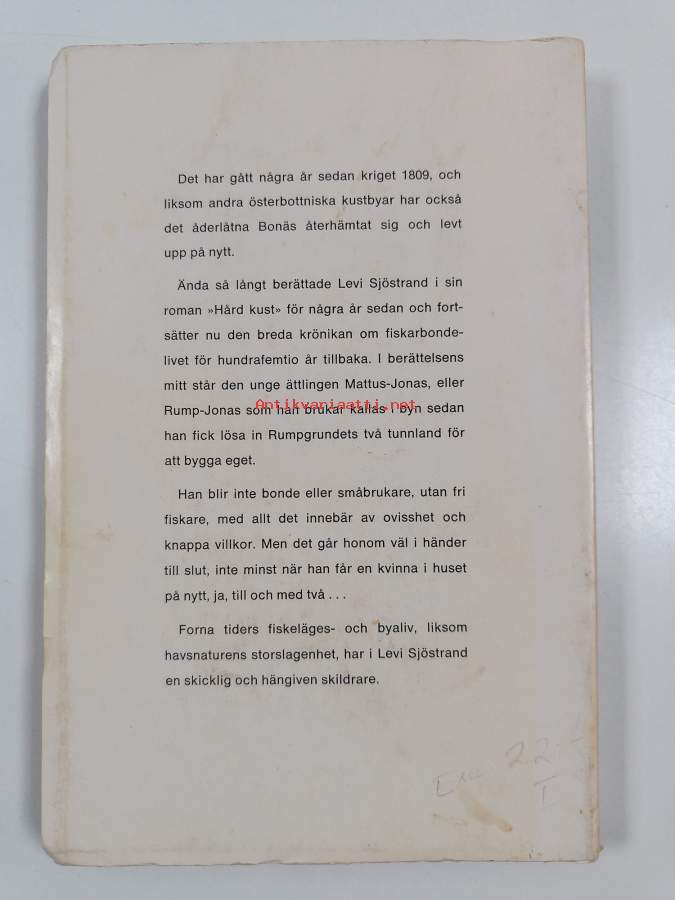 Det har gått några år sedan kriget 1809, och
liksom andra österbottniska kustbyar har också
det åderlåtna Bonäs återhämtat sig och levt
upp på nytt.
Ända så långt berättade Levi Sjöstrand i sin
roman »Hård kust» för några år sedan och fort-
sätter nu den breda krönikan om fiskarbonde-
livet för hundrafemtio år tillbaka. I berättelsens
mitt står den unge ättlingen Mattus-Jonas, eller
Antikvariaatti.net
Rump-Jonas som han brukar kallas i byn sedan
han fick lösa in Rumpgrundets två tunnland för
att bygga eget.
Han blir inte bonde eller småbrukare, utan fri
fiskare, med allt det innebär av ovisshet och
knappa villkor. Men det går honom väl i händer
till slut, inte minst när han får en kvinna i huset
på nytt, ja, till och med två . . .
Forna tiders fiskeläges- och byaliv, liksom
havsnaturens storslagenhet, har i Levi Sjöstrand
en skicklig och hängiven skildrare.
22:-
I